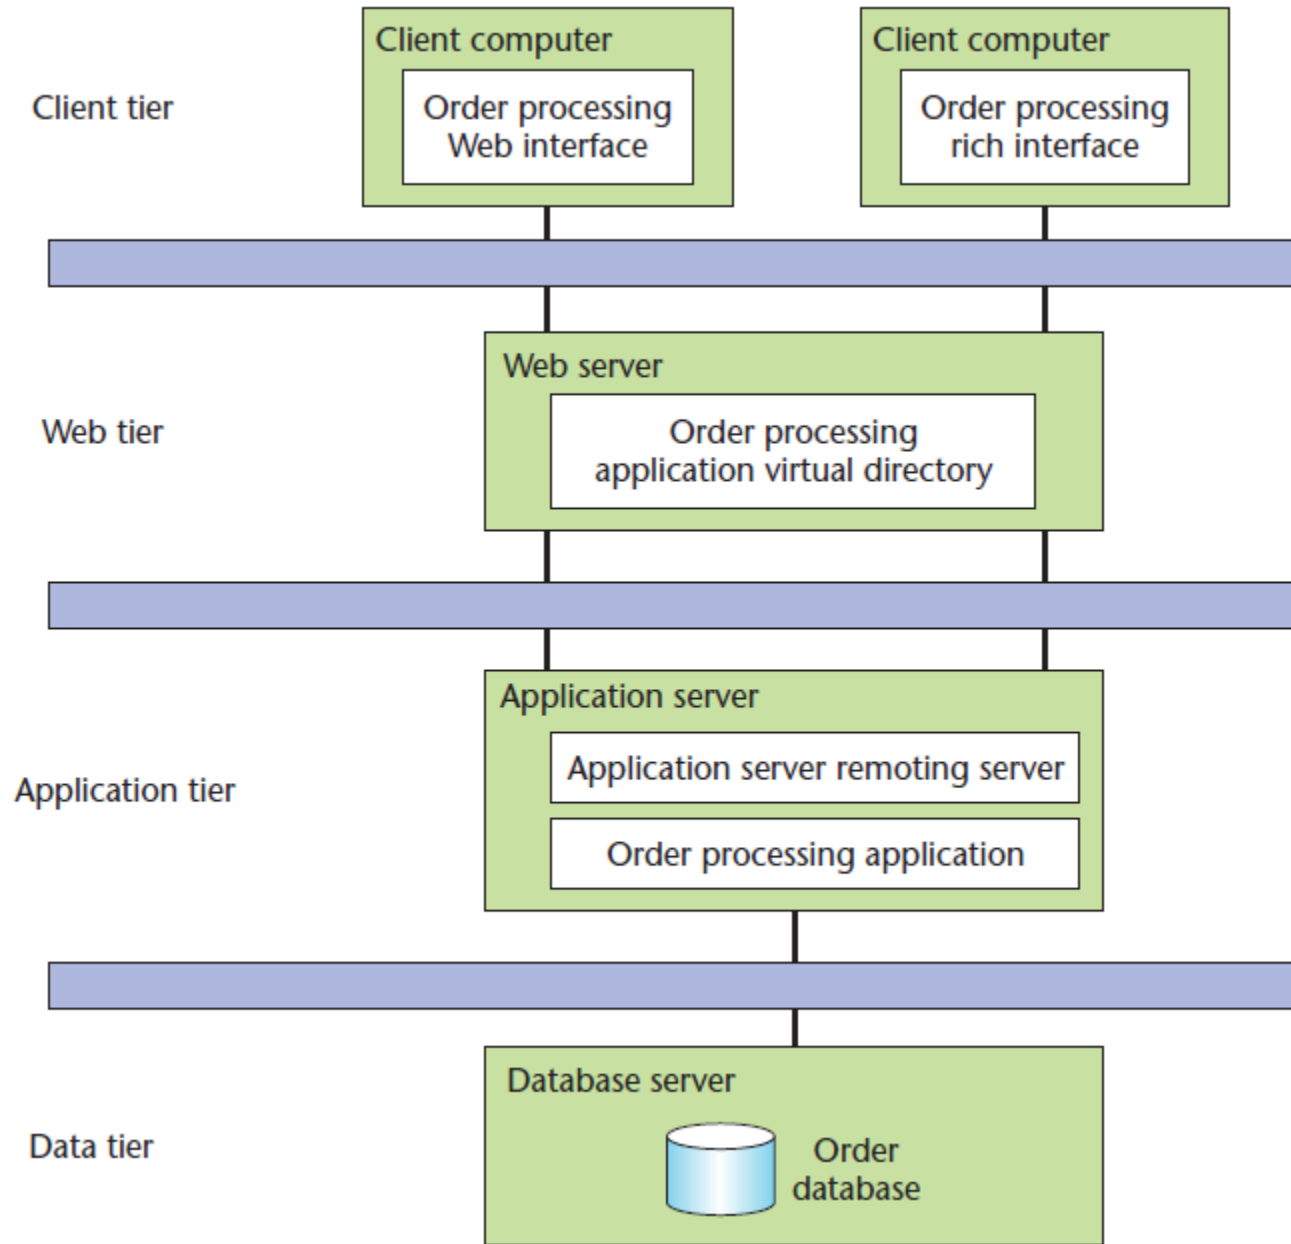 Client computer
Client computer
Client tier
Order processing
Web interface
Order processing
rich interface
Web server
Web tier
Order processing
application virtual directory
Application server
Application server remoting server
Application tier
Order processing application
Database server
Data tier
Order
database